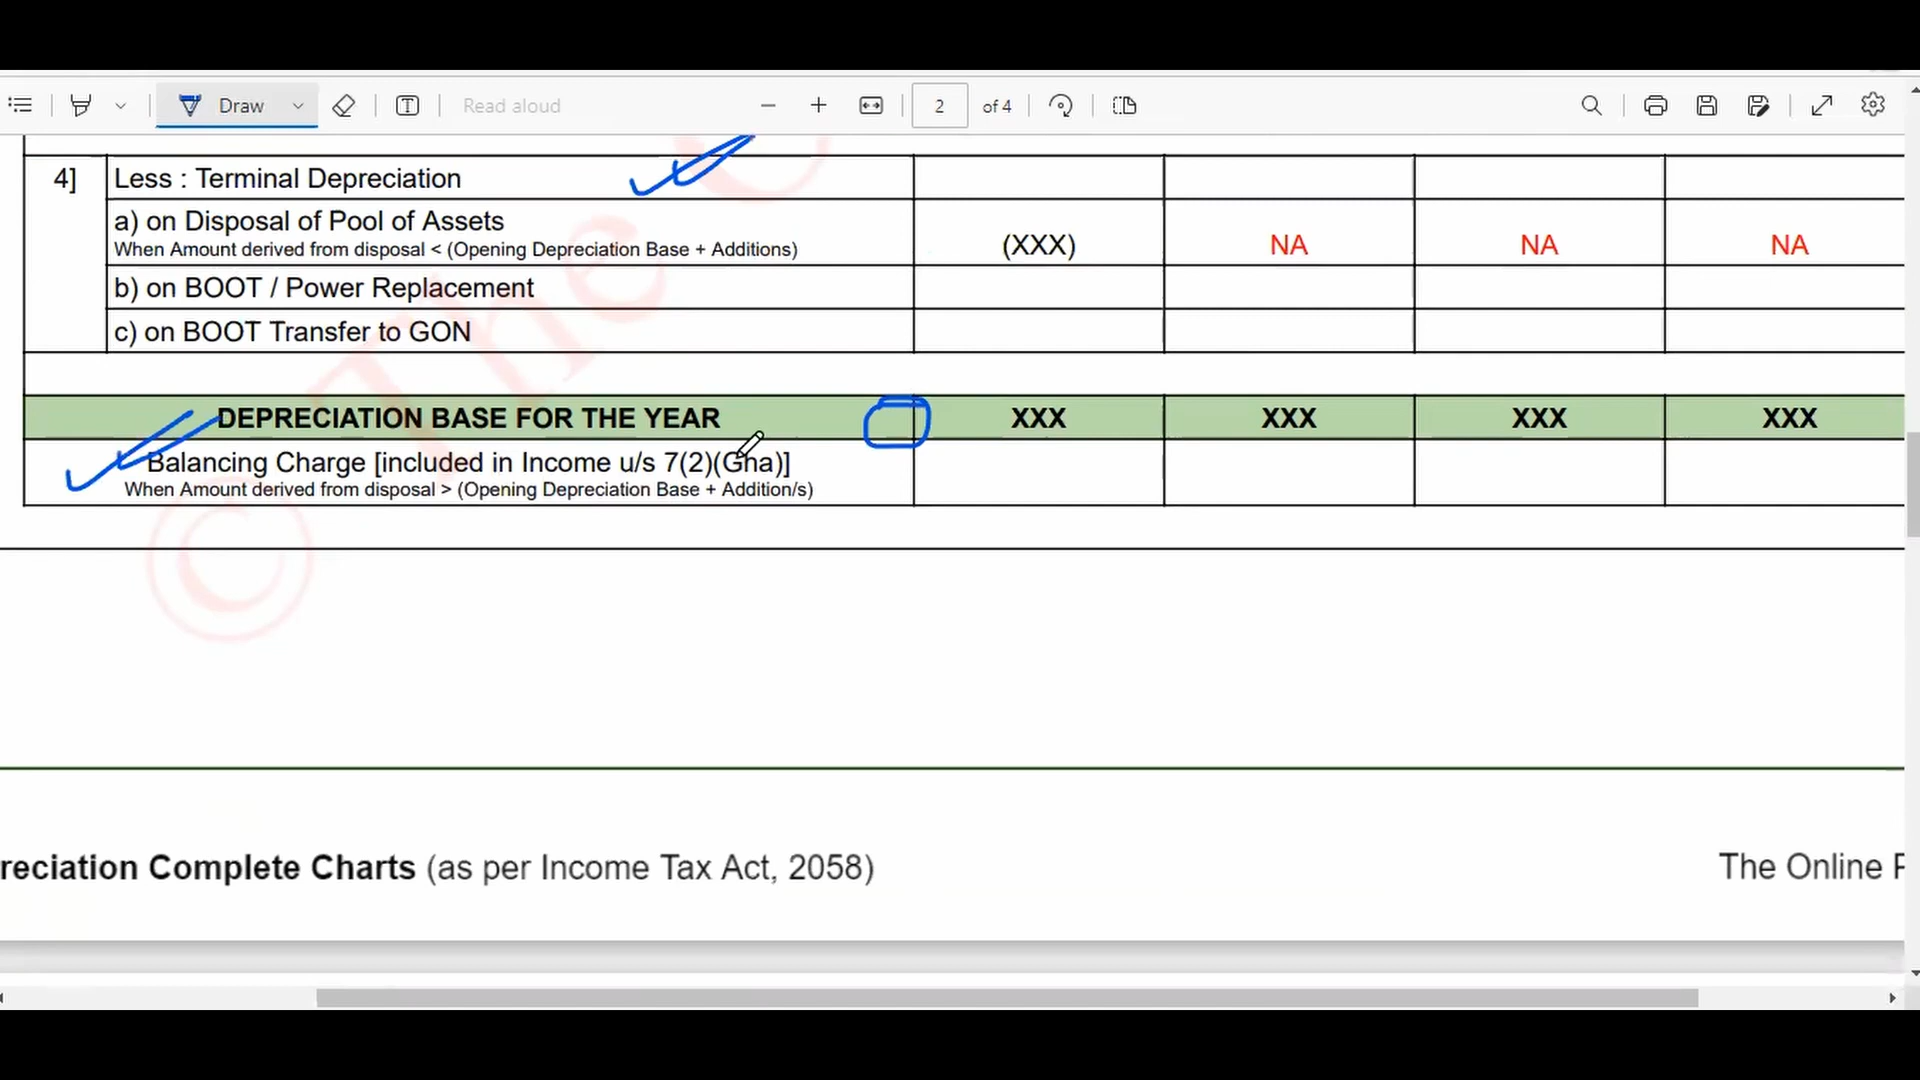 Draw
Read aloud
2 of 4
4] Less : Terminal Depreciation
a) on Disposal of Pool of Assets
When Amount derived from disposal < (Opening Depreciation Base + Additions)
(XXX) NA NA NA
b) on BOOT / Power Replacement
c) on BOOT Transfer to GON
DEPRECIATION BASE FOR THE YEAR XXX XXX XXX XXX
Balancing Charge [included in Income u/s 7(2)(Gha)]
When Amount derived from disposal > (Opening Depreciation Base + Addition/s)
© The
reciation Complete Charts (as per Income Tax Act, 2058) The Online